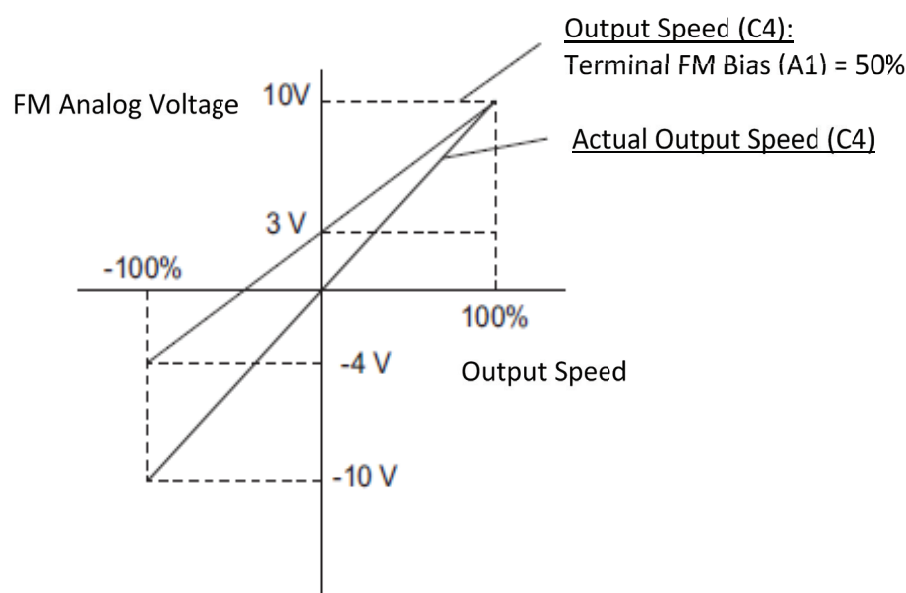 Output Speed (C4):
Terminal FM Bias (A1) = 50%
FM Analog Voltage
10V
Actual Output Speed (C4)
3 V
-100%
100%
-4 V
Output Speed
-10 V